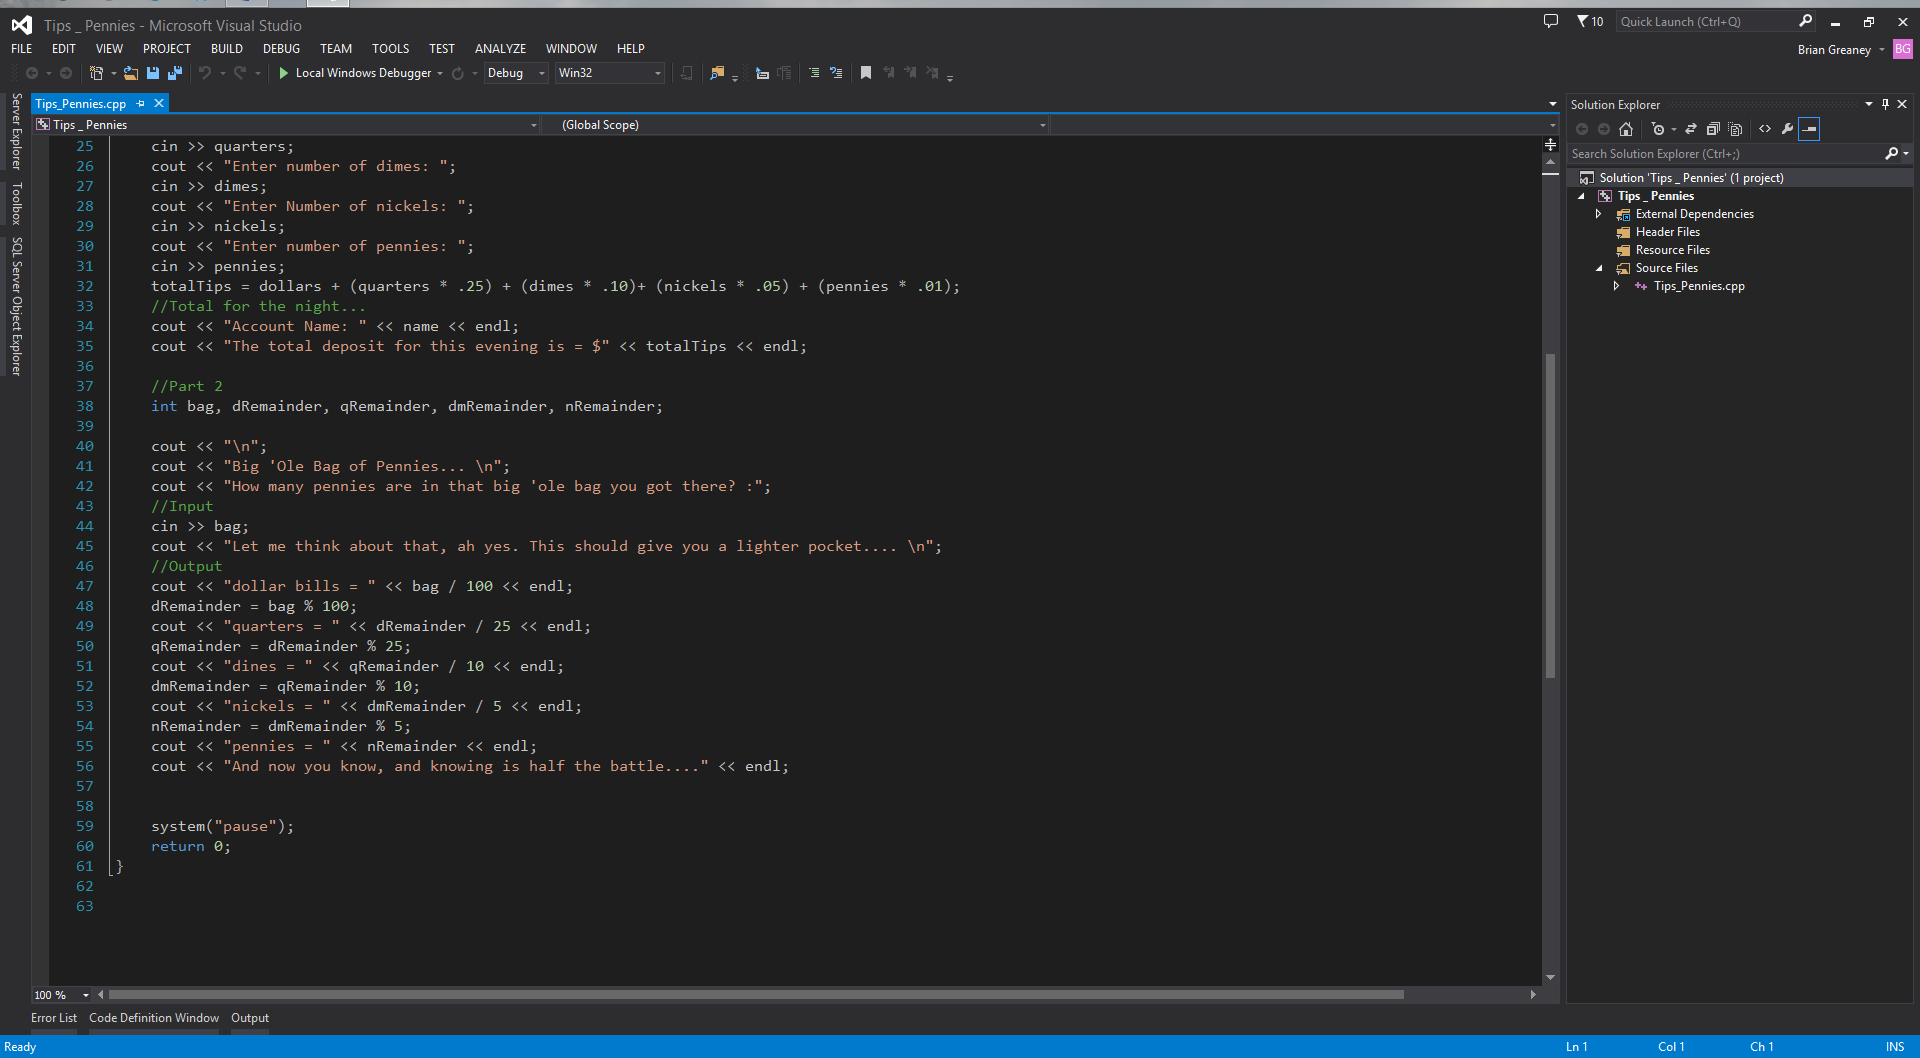 Tips _ Pennies - Microsoft Visual Studio
10
Quick Launch (Ctrl+Q)
FILE EDIT VIEW PROJECT BUILD DEBUG TEAM TOOLS TEST ANALYZE WINDOW HELP
Brian Greaney BG
Local Windows Debugger Debug Win32
Server Explorer
Toolbox
SQL Server Object Explorer
Tips_Pennies.cpp
Tips _ Pennies (Global Scope)
25 cin >> quarters;
26 cout << "Enter number of dimes: ";
27 cin >> dimes;
28 cout << "Enter Number of nickels: ";
29 cin >> nickels;
30 cout << "Enter number of pennies: ";
31 cin >> pennies;
32 totalTips = dollars + (quarters * .25) + (dimes * .10)+ (nickels * .05) + (pennies * .01);
33 //Total for the night...
34 cout << "Account Name: " << name << endl;
35 cout << "The total deposit for this evening is = $" << totalTips << endl;
36
37 //Part 2
38 int bag, dRemainder, qRemainder, dmRemainder, nRemainder;
39
40 cout << "\n";
41 cout << "Big 'Ole Bag of Pennies... \n";
42 cout << "How many pennies are in that big 'ole bag you got there? :";
43 //Input
44 cin >> bag;
45 cout << "Let me think about that, ah yes. This should give you a lighter pocket.... \n";
46 //Output
47 cout << "dollar bills = " << bag / 100 << endl;
48 dRemainder = bag % 100;
49 cout << "quarters = " << dRemainder / 25 << endl;
50 qRemainder = dRemainder % 25;
51 cout << "dines = " << qRemainder / 10 << endl;
52 dmRemainder = qRemainder % 10;
53 cout << "nickels = " << dmRemainder / 5 << endl;
54 nRemainder = dmRemainder % 5;
55 cout << "pennies = " << nRemainder << endl;
56 cout << "And now you know, and knowing is half the battle...." << endl;
57
58
59 system("pause");
60 return 0;
61 }
62
63
100 %
Solution Explorer
Search Solution Explorer (Ctrl+;)
Solution 'Tips _ Pennies' (1 project)
Tips _ Pennies
External Dependencies
Header Files
Resource Files
Source Files
Tips_Pennies.cpp
Error List Code Definition Window Output
Ready Ln 1 Col 1 Ch 1 INS